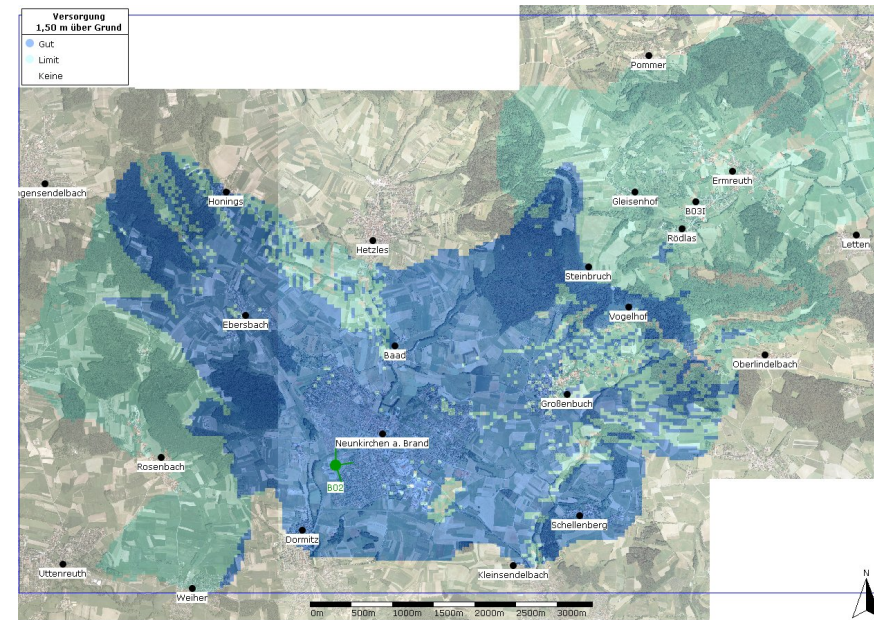 Versorgung
1,50 m über Grund
Gut
Limit
Keine
Pommer
ngensendelbach
Honings
Ermreuth
Gleisenhof
B03I
Rödlas
Letten
Hetzles
Steinbruch
Vogelhof
Ebersbach
Baad
Oberlindelbach
Großenbuch
Neunkirchen a. Brand
Rosenbach
B02
Schellenberg
Dormitz
Uttenreuth
Kleinsendelbach
Weiher
N
0m 500m 1000m 1500m 2000m 2500m 3000m